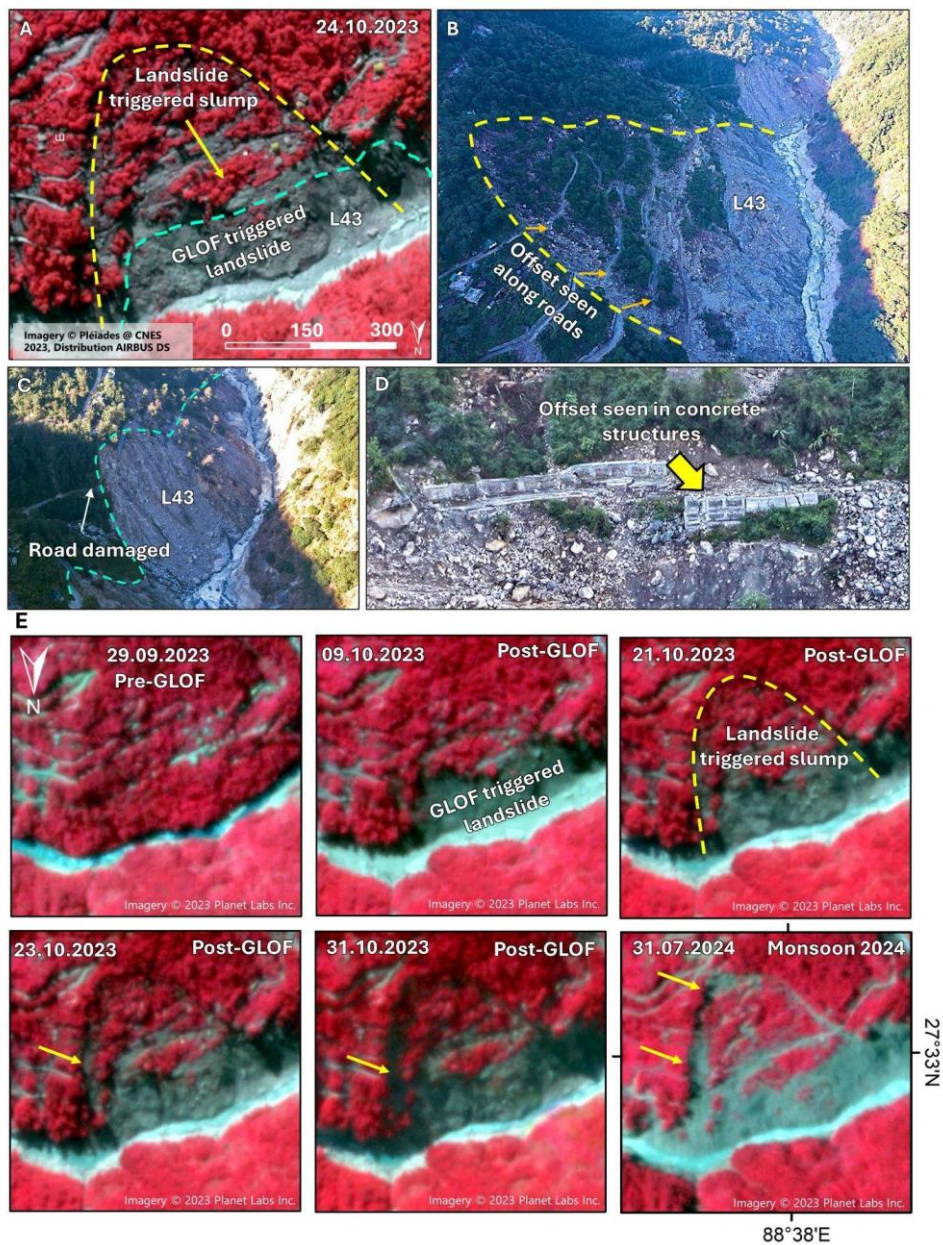 A
24.10.2023
Landslide
triggered slump
GLOF triggered
landslide
L43
Imagery © Pléiades @ CNES
2023, Distribution AIRBUS DS
0 150 300
N
B
L43
Offset seen
along roads
C
L43
Road damaged
D
Offset seen in concrete
structures
E
29.09.2023
Pre-GLOF
N
Imagery © 2023 Planet Labs Inc.
09.10.2023 Post-GLOF
GLOF triggered
landslide
Imagery © 2023 Planet Labs Inc.
21.10.2023 Post-GLOF
Landslide
triggered slump
Imagery © 2023 Planet Labs Inc.
23.10.2023 Post-GLOF
Imagery © 2023 Planet Labs Inc.
31.10.2023 Post-GLOF
Imagery © 2023 Planet Labs Inc.
31.07.2024 Monsoon 2024
Imagery © 2023 Planet Labs Inc.
27°33'N
88°38'E